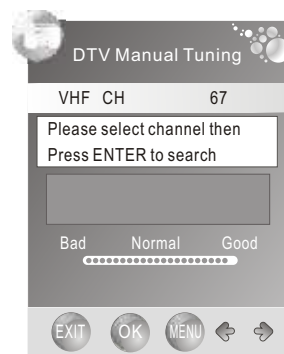 DTV Manual Tuning
VHF CH 67
Please select channel then
Press ENTER to search
Bad Normal Good
EXIT OK MENU